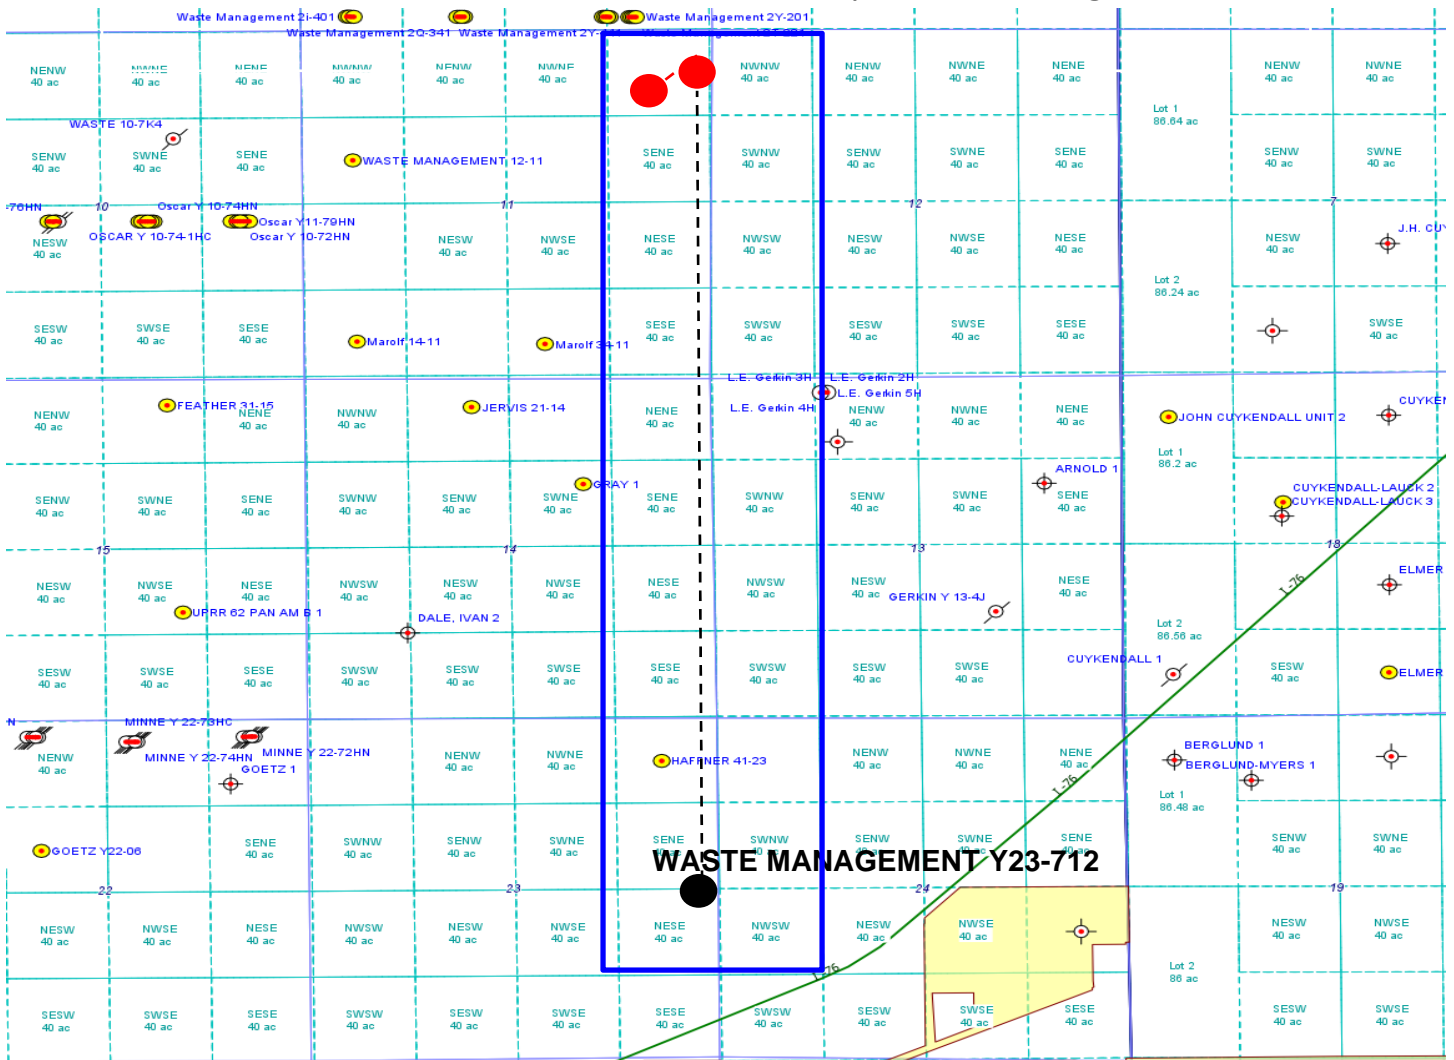 Waste Management 2i-401
Waste Management 2Y-201
Waste Management 2Q-341 Waste Management 2Y-
NENW 40 ac NWNE 40 ac NENE 40 ac NWNW 40 ac NENW 40 ac NWNE 40 ac NWNW 40 ac NENW 40 ac NWNE 40 ac NENE 40 ac NENW 40 ac NWNE 40 ac
Lot 1
86.64 ac
WASTE 10-7K4
SENW 40 ac SWNE 40 ac SENE 40 ac WASTE MANAGEMENT 12-11 SENE 40 ac SWNW 40 ac SENW 40 ac SWNE 40 ac SENE 40 ac SENW 40 ac SWNE 40 ac
-76HN 10 Oscar Y 10-74HN 11 12 7
Oscar Y11-79HN
OSCAR Y 10-74-1HC Oscar Y 10-72HN
J.H. CUY
NESW 40 ac NESW 40 ac NWSE 40 ac NESE 40 ac NWSW 40 ac NESW 40 ac NWSE 40 ac NESE 40 ac NESW 40 ac
Lot 2
86.24 ac
SESW 40 ac SWSE 40 ac SESE 40 ac Marolf 14-11 Marolf 34-11 SESE 40 ac SWSW 40 ac SESW 40 ac SWSE 40 ac SESE 40 ac SWSE 40 ac
L.E. Gerkin 3H L.E. Gerkin 2H
L.E. Gerkin 5H
L.E. Gerkin 4H
FEATHER 31-15 JERVIS 21-14 JOHN CUYKENDALL UNIT 2 CUYKEN
NENW 40 ac NENE 40 ac NWNW 40 ac NENE 40 ac NENW 40 ac NWNE 40 ac NENE 40 ac
Lot 1
86.2 ac
ARNOLD 1
GRAY 1
CUYKENDALL-LAUCK 2
CUYKENDALL-LAUCK 3
SENW 40 ac SWNE 40 ac SENE 40 ac SWNW 40 ac SENW 40 ac SWNE 40 ac SENE 40 ac SWNW 40 ac SENW 40 ac SWNE 40 ac SENE 40 ac
15 14 13 18
I-76
ELMER
NESW 40 ac NWSE 40 ac NESE 40 ac NWSW 40 ac NESW 40 ac NWSE 40 ac NESE 40 ac NWSW 40 ac NESW 40 ac NESE 40 ac
UPRR 62 PAN AM B 1 DALE, IVAN 2 GERKIN Y 13-4J
Lot 2
86.56 ac
CUYKENDALL 1
ELMER
SESW 40 ac SWSE 40 ac SESE 40 ac SWSW 40 ac SESW 40 ac SWSE 40 ac SESE 40 ac SWSW 40 ac SESW 40 ac SWSE 40 ac SESW 40 ac
N MINNE Y 22-73HC
MINNE Y 22-74HN MINNE Y 22-72HN
GOETZ 1
BERGLUND 1
BERGLUND-MYERS 1
NENW 40 ac NENW 40 ac NWNE 40 ac HAFFNER 41-23 NENW 40 ac NWNE 40 ac NENE 40 ac
I-76
Lot 1
86.48 ac
GOETZ Y22-06
SENE 40 ac SWNW 40 ac SENW 40 ac SWNE 40 ac SENE 40 ac SWNW 40 ac SENW 40 ac SWNE 40 ac SENE 40 ac SENW 40 ac SWNE 40 ac
WASTE MANAGEMENT Y23-712
22 23 24 19
NESW 40 ac NWSE 40 ac NESE 40 ac NWSW 40 ac NESW 40 ac NWSE 40 ac NESE 40 ac NWSW 40 ac NESW 40 ac NWSE 40 ac NESW 40 ac NWSE 40 ac
I-76
Lot 2
86 ac
SESW 40 ac SWSE 40 ac SESE 40 ac SWSW 40 ac SESW 40 ac SWSE 40 ac SESE 40 ac SWSW 40 ac SESW 40 ac SWSE 40 ac SESE 40 ac SESW 40 ac SWSE 40 ac